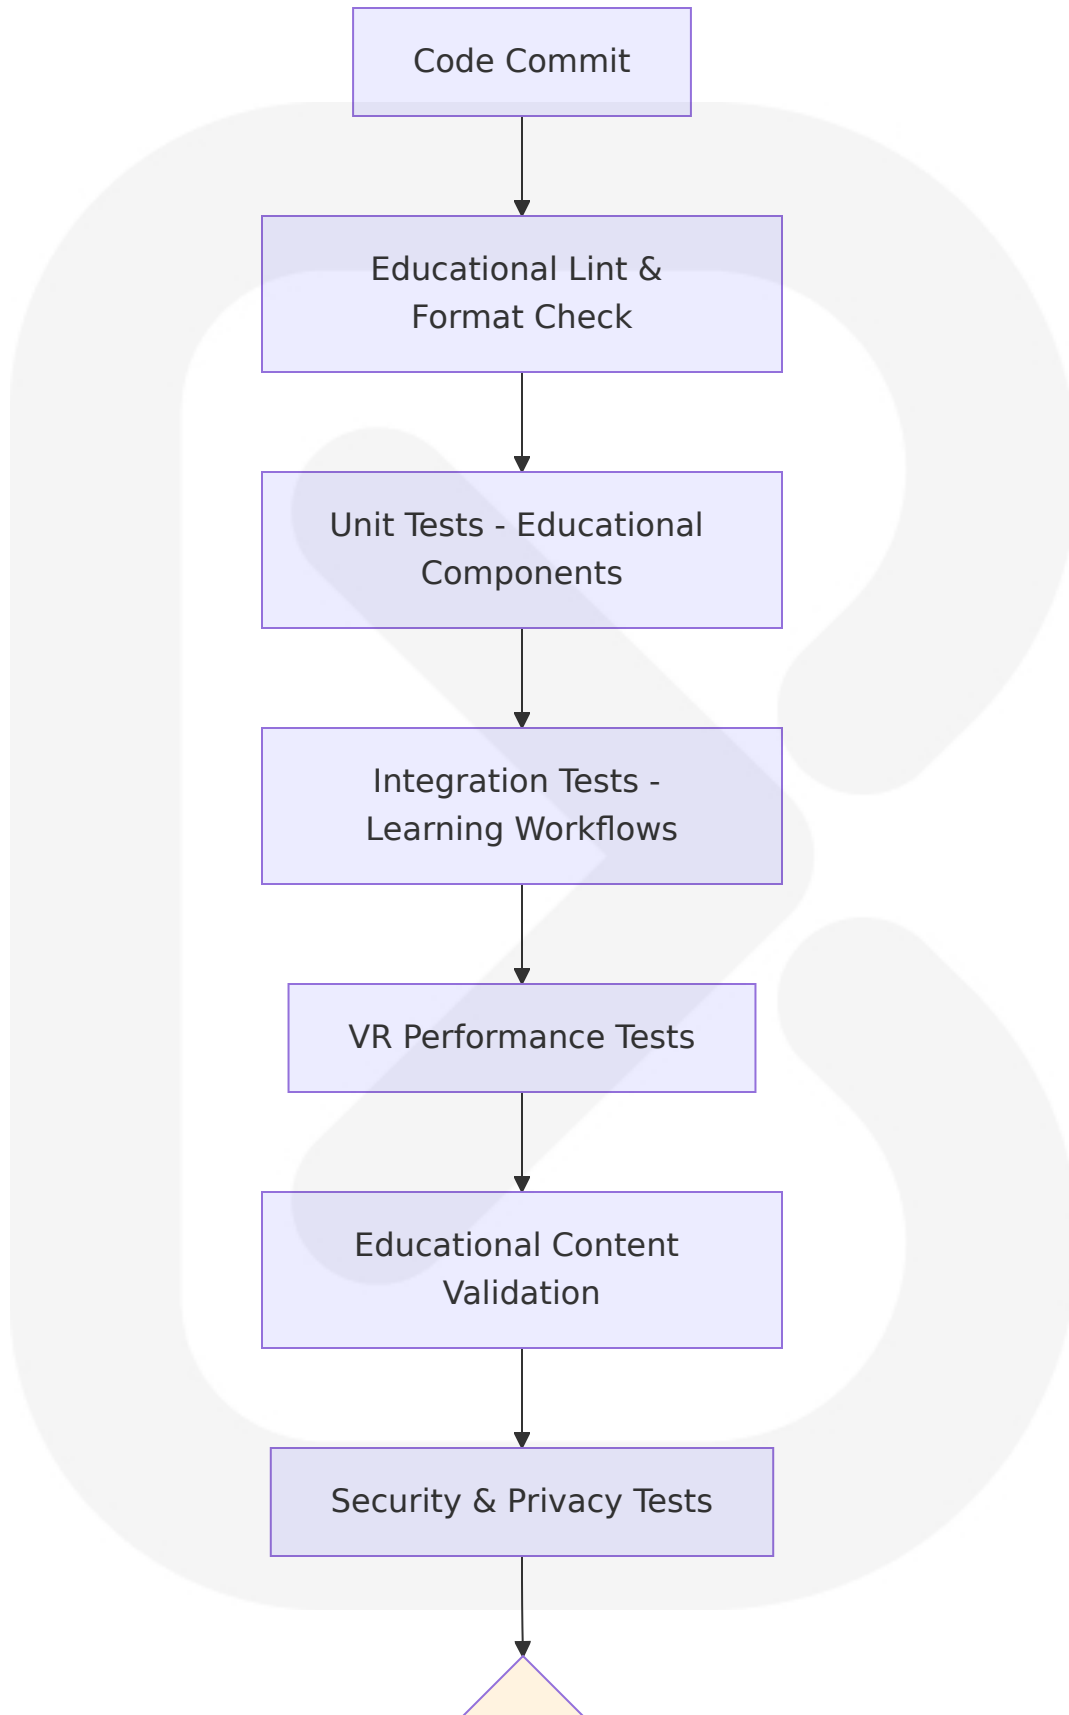 Code Commit
Educational Lint &
Format Check
Unit Tests - Educational
Components
Integration Tests -
Learning Workflows
VR Performance Tests
Educational Content
Validation
Security & Privacy Tests